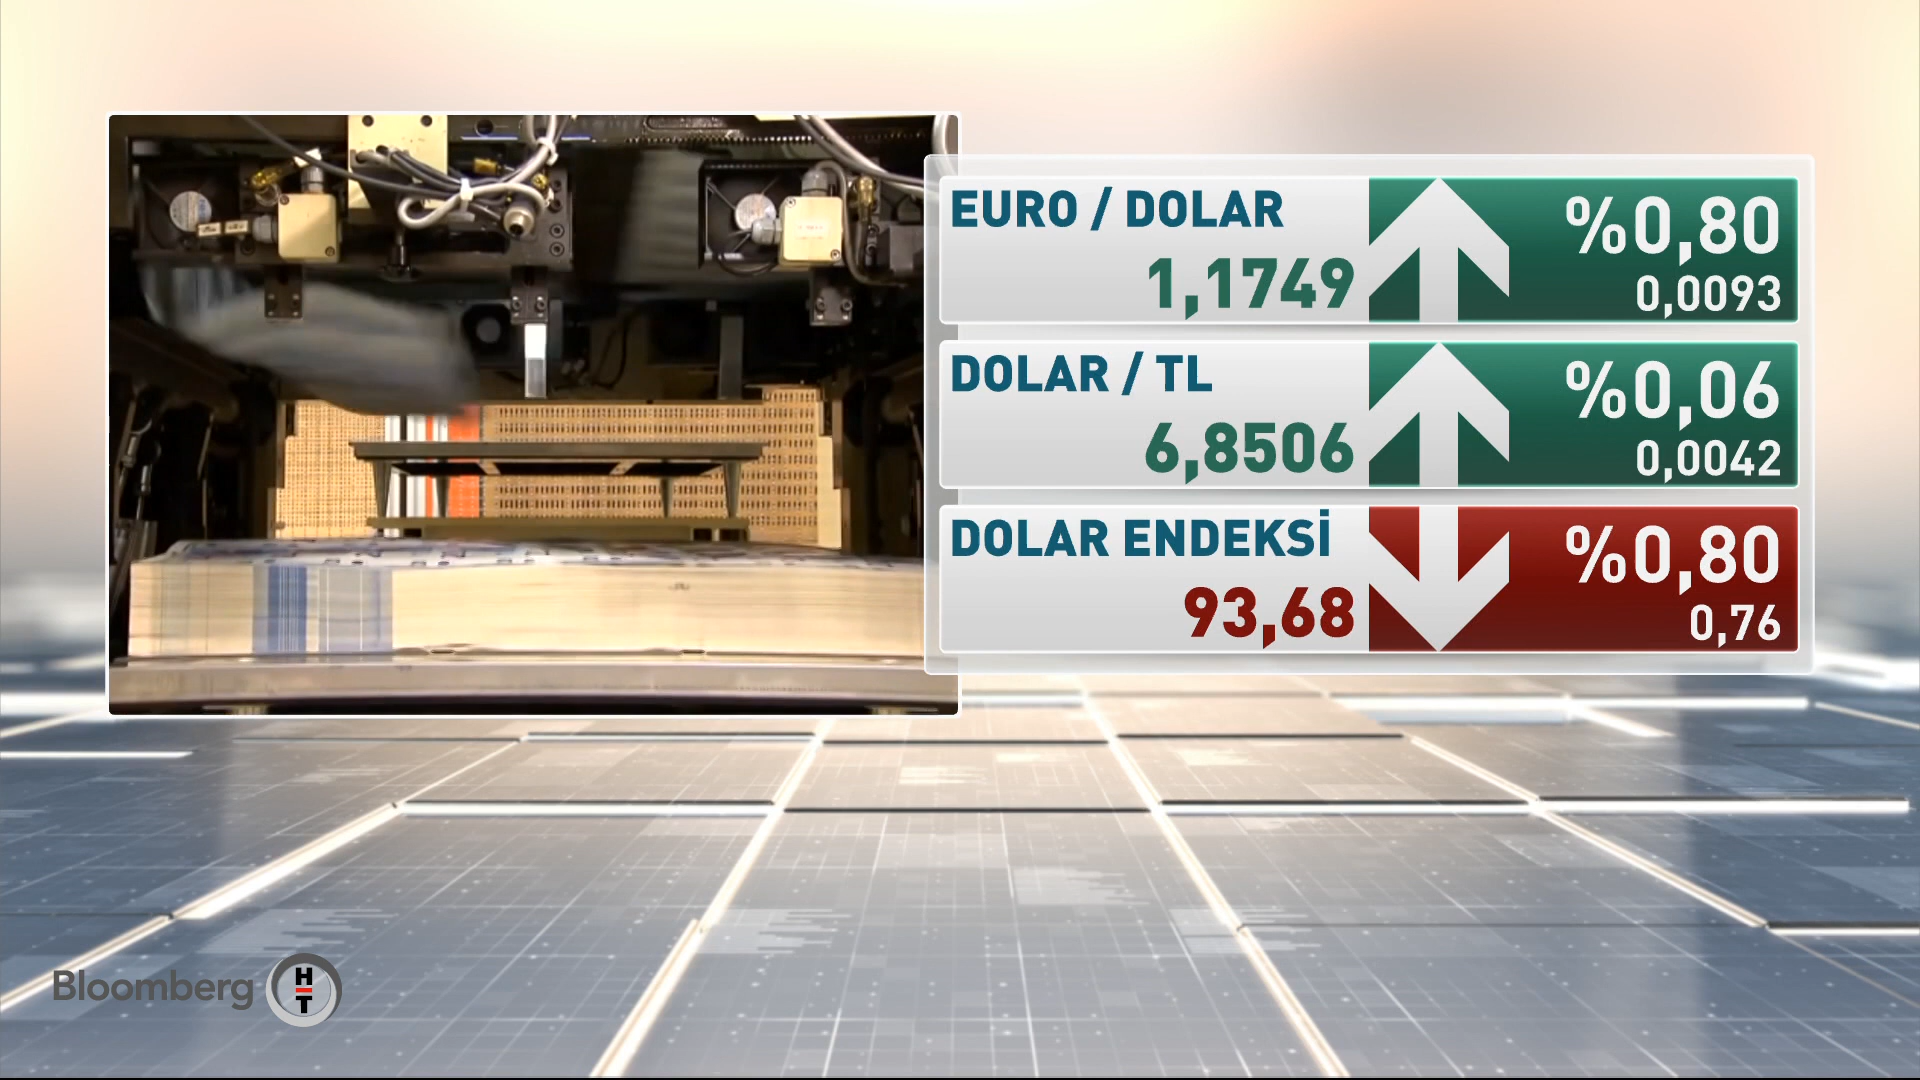 EURO / DOLAR
1,1749
%0,80
0,0093
DOLAR / TL
6,8506
%0,06
0,0042
DOLAR ENDEKSİ
93,68
%0,80
0,76
Bloomberg HT